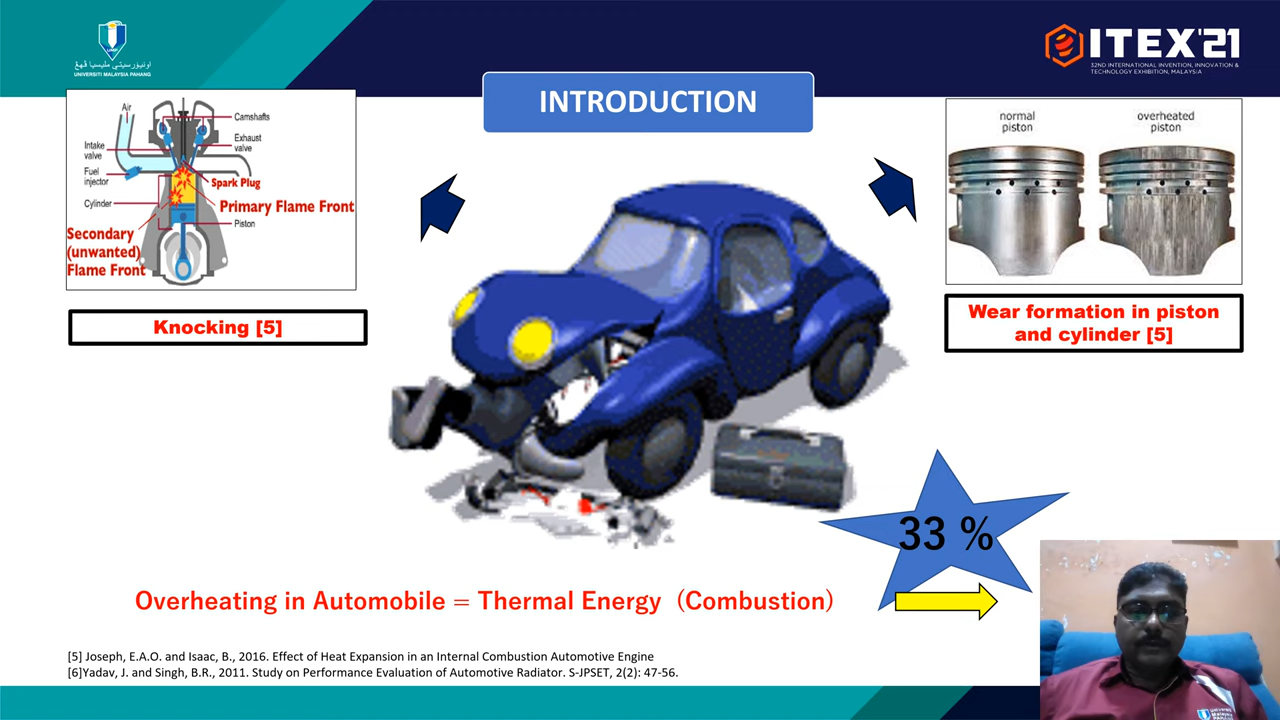 اونيۏرسيتي مليسيا ڤهڠ
UNIVERSITI MALAYSIA PAHANG
ITEX'21
32ND INTERNATIONAL INVENTION, INNOVATION &
TECHNOLOGY EXHIBITION, MALAYSIA
INTRODUCTION
Air
Camshafts
Intake
valve
Exhaust
valve
Fuel
injector
Spark Plug
Cylinder
Primary Flame Front
Piston
Secondary
(unwanted)
Flame Front
Knocking [5]
normal
piston
overheated
piston
Wear formation in piston
and cylinder [5]
33 %
Overheating in Automobile = Thermal Energy (Combustion)
[5] Joseph, E.A.O. and Isaac, B., 2016. Effect of Heat Expansion in an Internal Combustion Automotive Engine
[6]Yadav, J. and Singh, B.R., 2011. Study on Performance Evaluation of Automotive Radiator. S-JPSET, 2(2): 47-56.